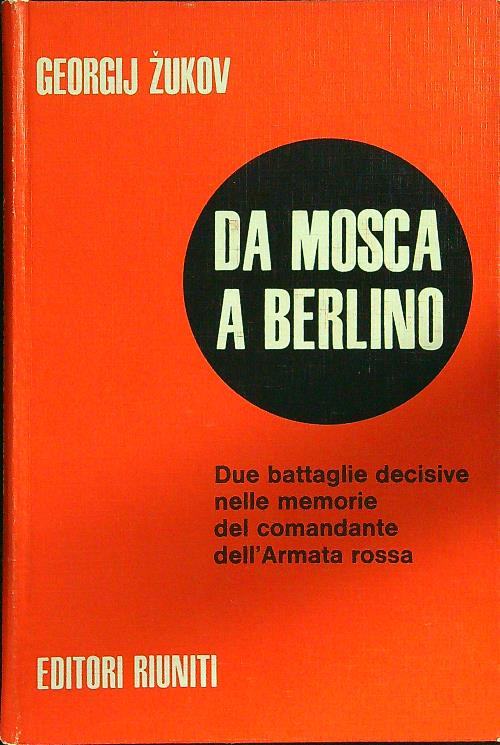 GEORGIJ ŽUKOV
DA MOSCA
A BERLINO
Due battaglie decisive
nelle memorie
del comandante
dell'Armata rossa
EDITORI RIUNITI